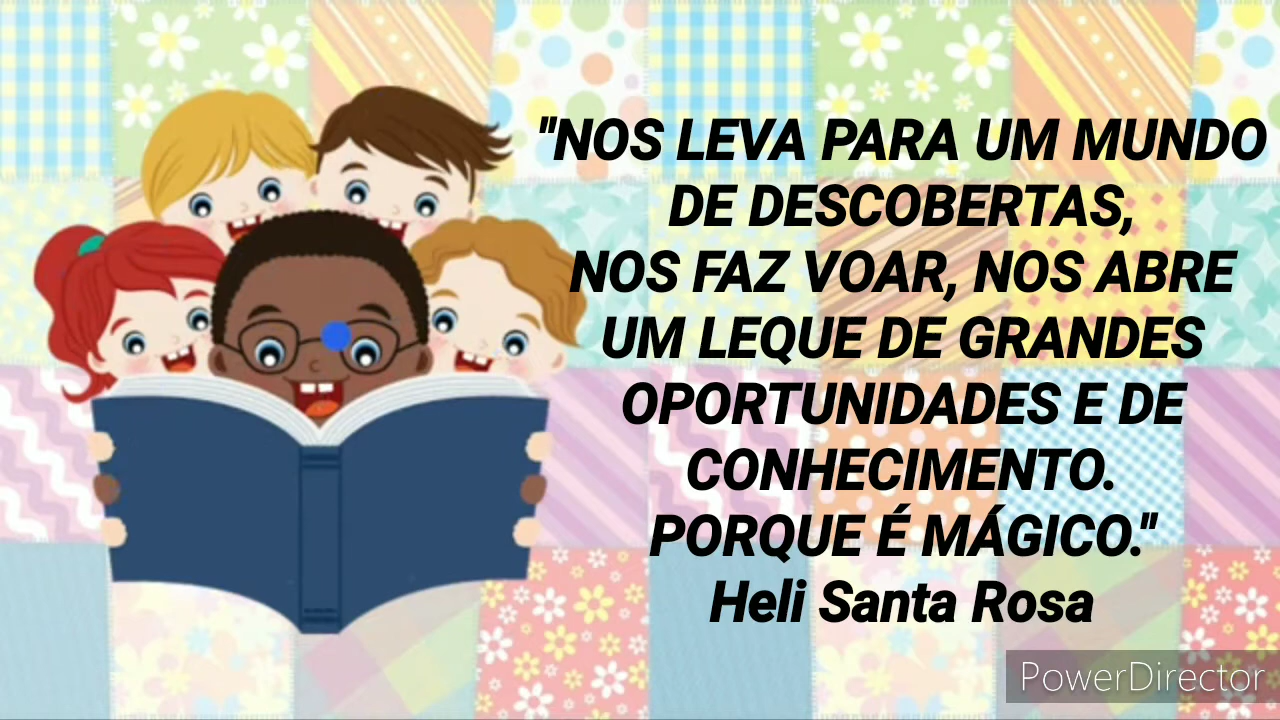 "NOS LEVA PARA UM MUNDO
DE DESCOBERTAS,
NOS FAZ VOAR, NOS ABRE
UM LEQUE DE GRANDES
OPORTUNIDADES E DE
CONHECIMENTO.
PORQUE É MÁGICO."
Heli Santa Rosa
PowerDirector